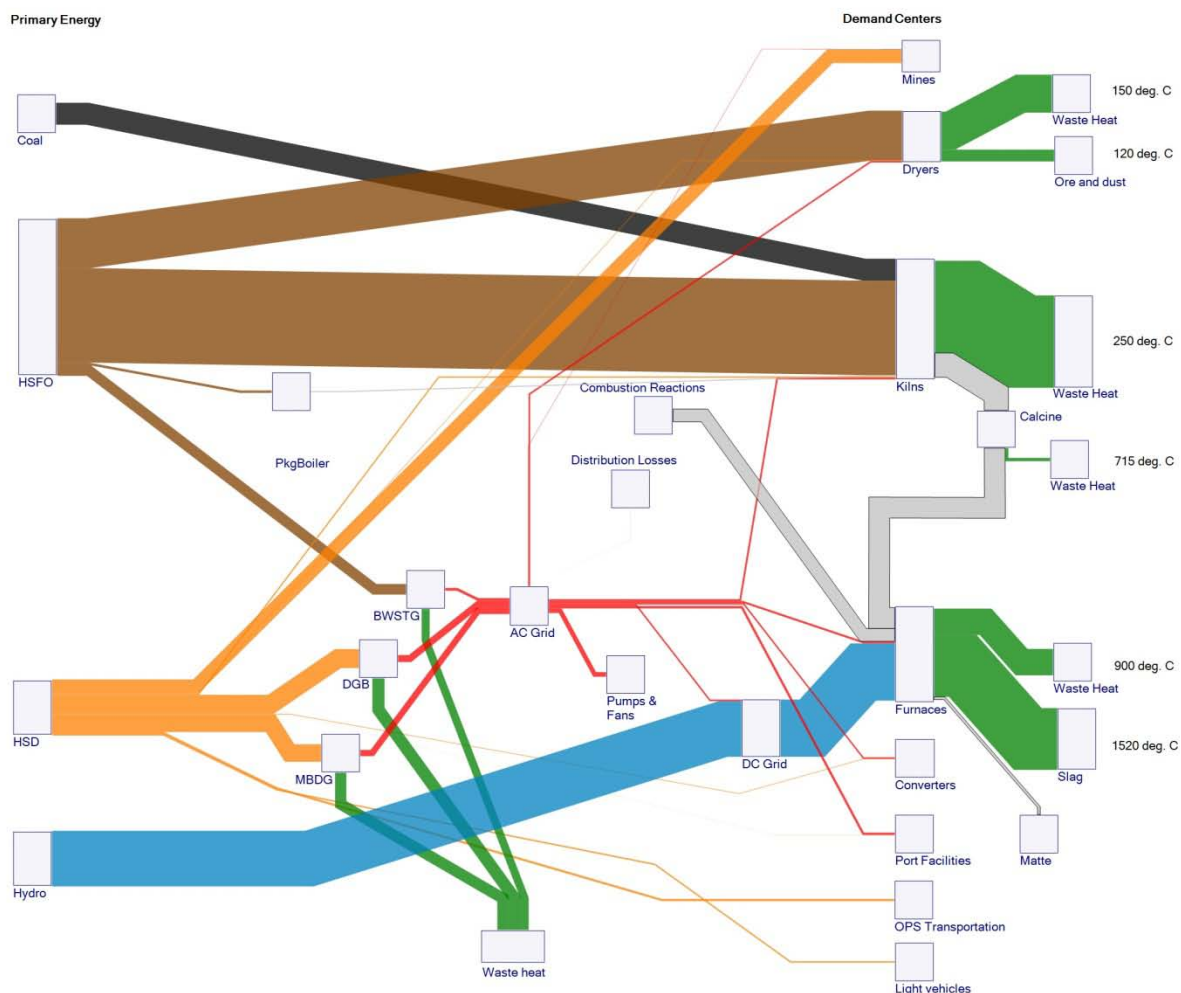 Primary Energy
Demand Centers
Mines
150 deg. C
Waste Heat
Coal
120 deg. C
Dryers
Ore and dust
HSFO
Kilns
250 deg. C
Waste Heat
Combustion Reactions
Calcine
PkgBoiler
Distribution Losses
715 deg. C
Waste Heat
BWSTG
AC Grid
DGB
900 deg. C
Waste Heat
Pumps &
Fans
Furnaces
HSD
MBDG
DC Grid
1520 deg. C
Slag
Converters
Port Facilities
Matte
Hydro
OPS Transportation
Waste heat
Light vehicles